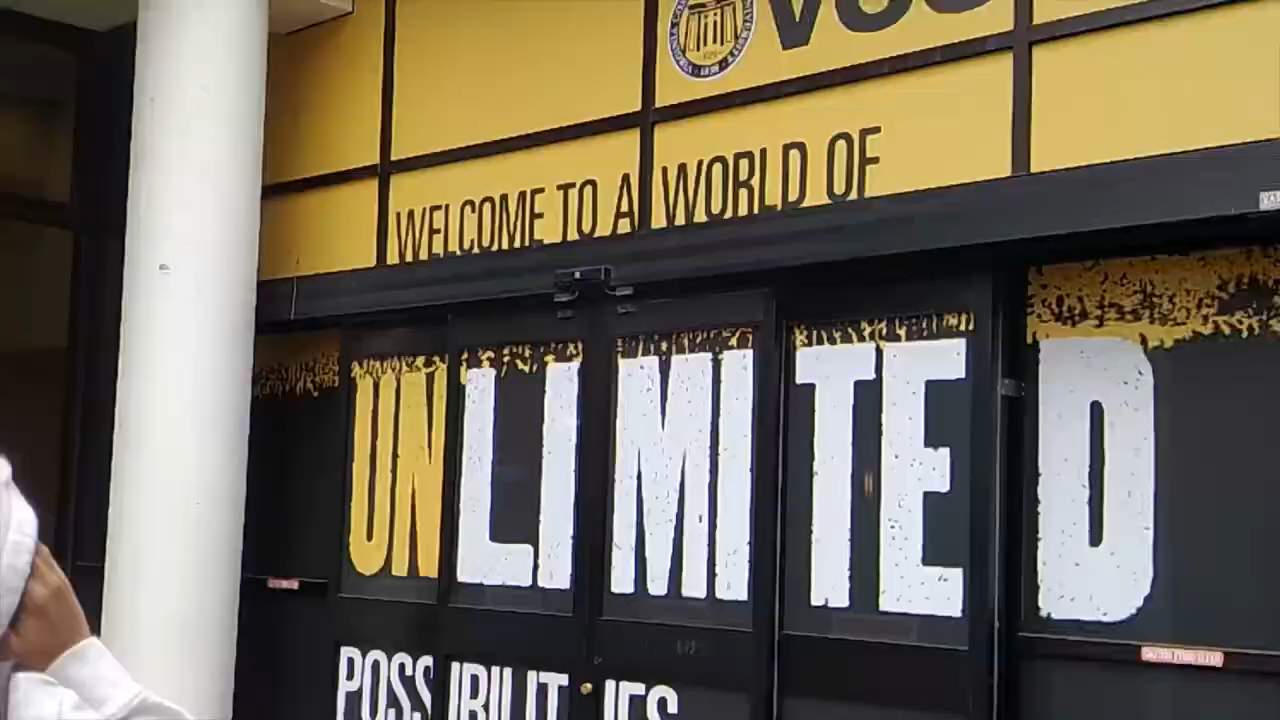 VCU
WELCOME TO A WORLD OF
UNLIMITED
POSSIBILITIES